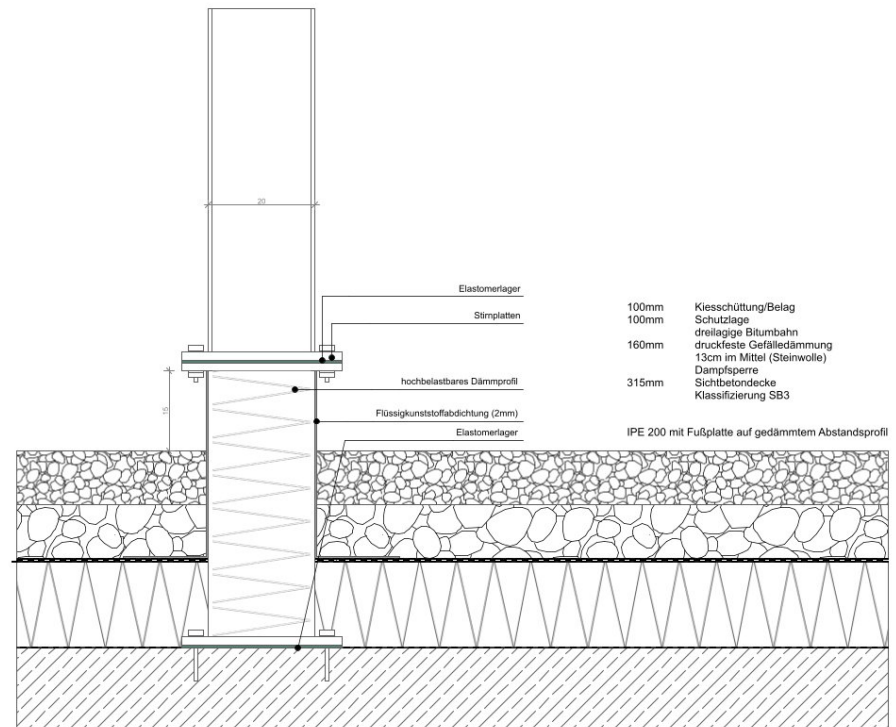 20
Elastomerlager
Stirnplatten
hochbelastbares Dämmprofil
15
Flüssigkunststoffabdichtung (2mm)
Elastomerlager
100mm Kiesschüttung/Belag
100mm Schutzlage
dreilagige Bitumbahn
160mm druckfeste Gefälledämmung
13cm im Mittel (Steinwolle)
Dampfsperre
315mm Sichtbetondecke
Klassifizierung SB3
IPE 200 mit Fußplatte auf gedämmtem Abstandsprofil